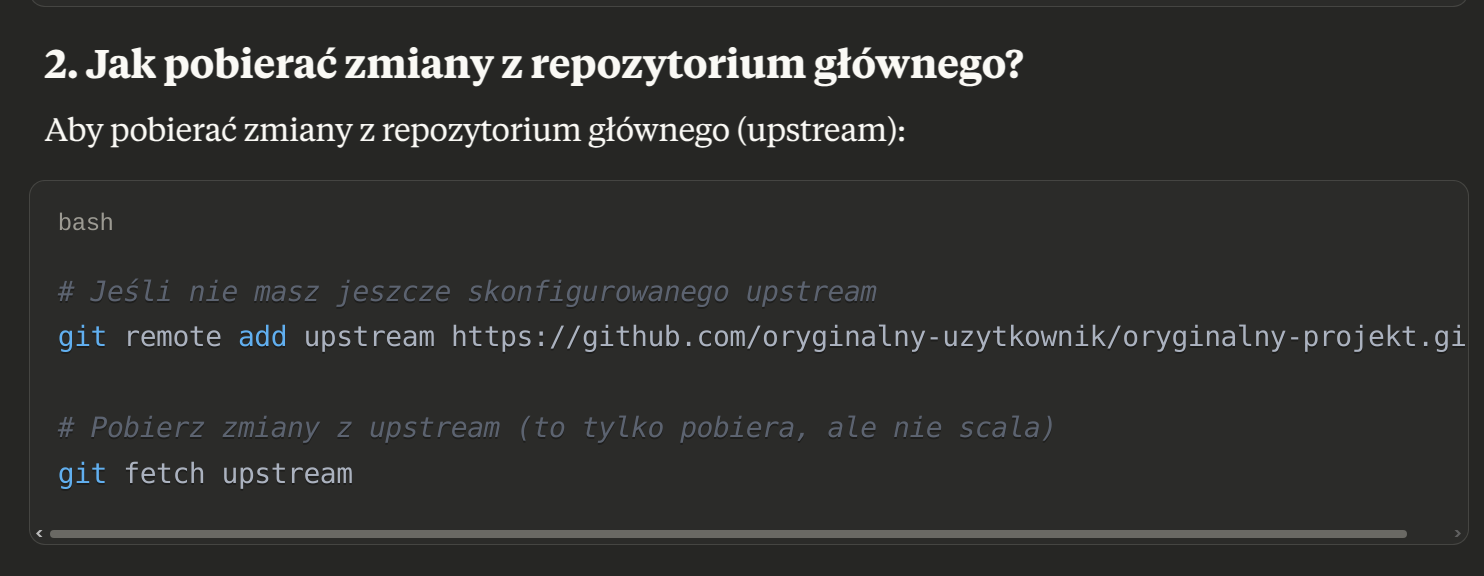 2. Jak pobierać zmiany z repozytorium głównego?
Aby pobierać zmiany z repozytorium głównego (upstream):
bash
# Jeśli nie masz jeszcze skonfigurowanego upstream
git remote add upstream https://github.com/oryginalny-uzytkownik/oryginalny-projekt.gi
# Pobierz zmiany z upstream (to tylko pobiera, ale nie scala)
git fetch upstream